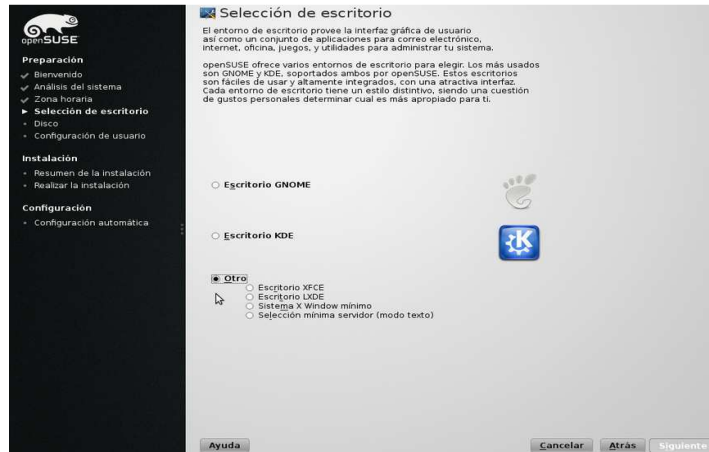 openSUSE
Preparación
Bienvenido
Análisis del sistema
Zona horaria
Selección de escritorio
Disco
Configuración de usuario
Instalación
Resumen de la instalación
Realizar la instalación
Configuración
Configuración automática
Selección de escritorio
El entorno de escritorio provee la interfaz gráfica de usuario
así como un conjunto de aplicaciones para correo electrónico,
internet, oficina, juegos, y utilidades para administrar tu sistema.
openSUSE ofrece varios entornos de escritorio para elegir. Los más usados
son GNOME y KDE, soportados ambos por openSUSE. Estos escritorios
son fáciles de usar y altamente integrados, con una atractiva interfaz.
Cada entorno de escritorio tiene un estilo distintivo, siendo una cuestión
de gustos personales determinar cual es más apropiado para ti.
Escritorio GNOME
Escritorio KDE
Otro
Escritorio XFCE
Escritorio LXDE
Sistema X Window mínimo
Selección mínima servidor (modo texto)
Ayuda
Cancelar
Atrás
Siguiente